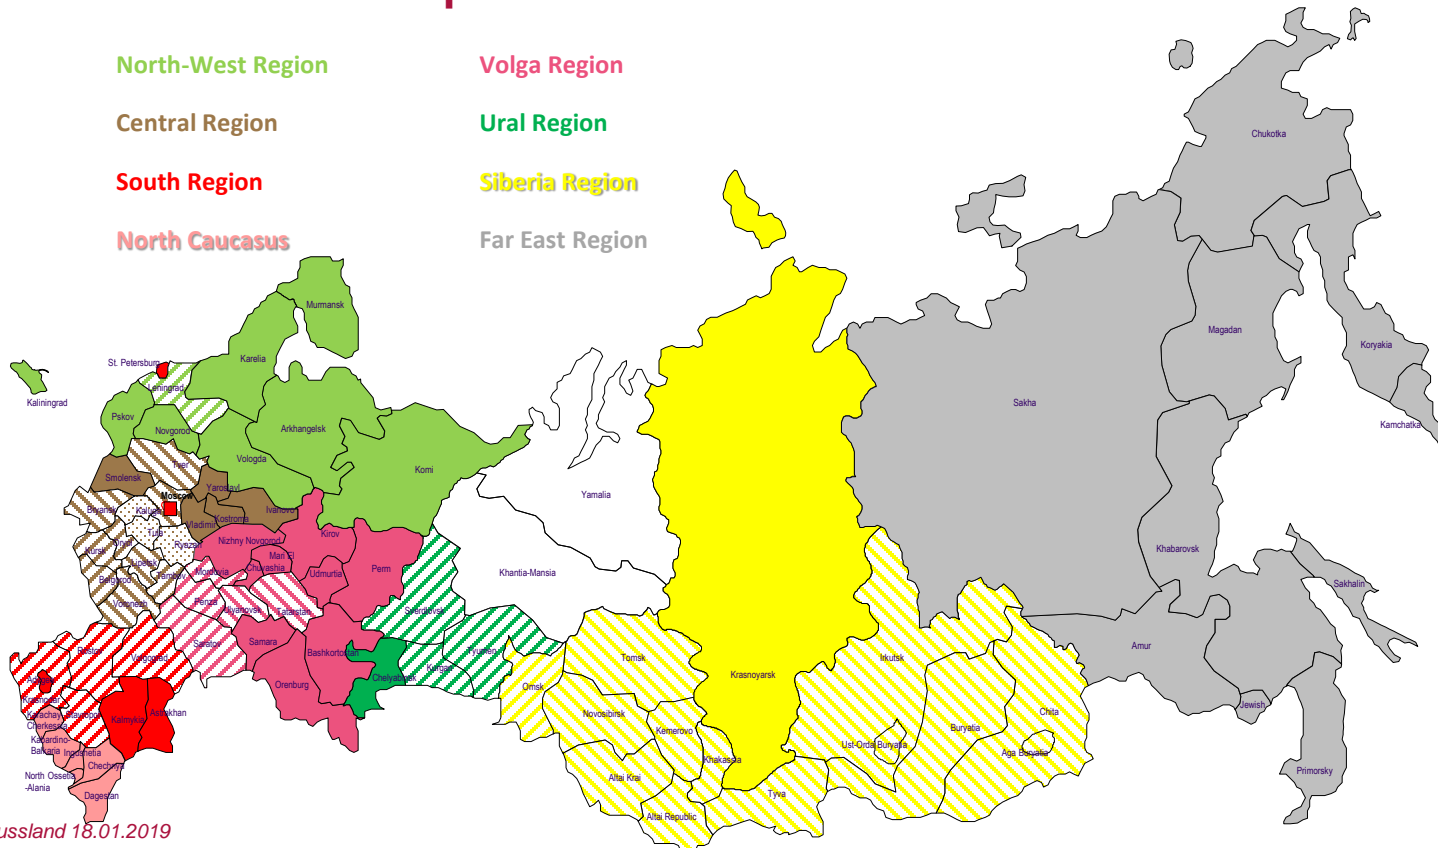 North-West Region
Volga Region
Central Region
Ural Region
South Region
Siberia Region
North Caucasus
Far East Region
Chukotka
Murmansk
Magadan
Koryakia
St. Petersburg
Karelia
Leningrad
Kaliningrad
Sakha
Kamchatka
Pskov
Novgorod
Arkhangelsk
Vologda
Komi
Tver
Smolensk
Yaroslavl
Yamalia
Moscow
Bryansk
Kaluga
Kostroma
Ivanovo
Vladimir
Tula
Kirov
Nizhny Novgorod
Oryol
Ryazan
Kursk
Mari El
Khabarovsk
Lipetsk
Chuvashia
Perm
Mordovia
Udmurtia
Khantia-Mansia
Tambov
Belgorod
Sakhalin
Penza
Voronezh
Ulyanovsk
Tatarstan
Sverdlovsk
Saratov
Samara
Amur
Rostov
Bashkortostan
Tyumen
Volgograd
Tomsk
Irkutsk
Kurgan
Krasnoyarsk
Chelyabinsk
Adygea
Orenburg
Omsk
Krasnodar
Jewish
Karachay-
Cherkessia
Stavropol
Kalmykia
Astrakhan
Novosibirsk
Chita
Kemerovo
Buryatia
Kabardino-
Balkaria
Ingushetia
Ust-Orda Buryatia
Aga Buryatia
Khakassia
Chechnya
North Ossetia
-Alania
Altai Krai
Primorsky
Dagestan
Tyva
Altai Republic
ussland 18.01.2019